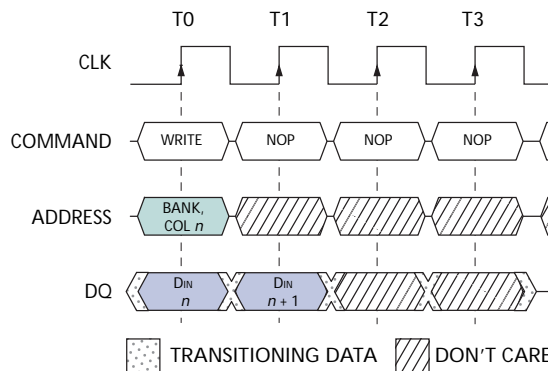 T0 T1 T2 T3
CLK
COMMAND WRITE NOP NOP NOP
ADDRESS BANK,
COL n
DQ DIN DIN
n n + 1
TRANSITIONING DATA DON'T CARE